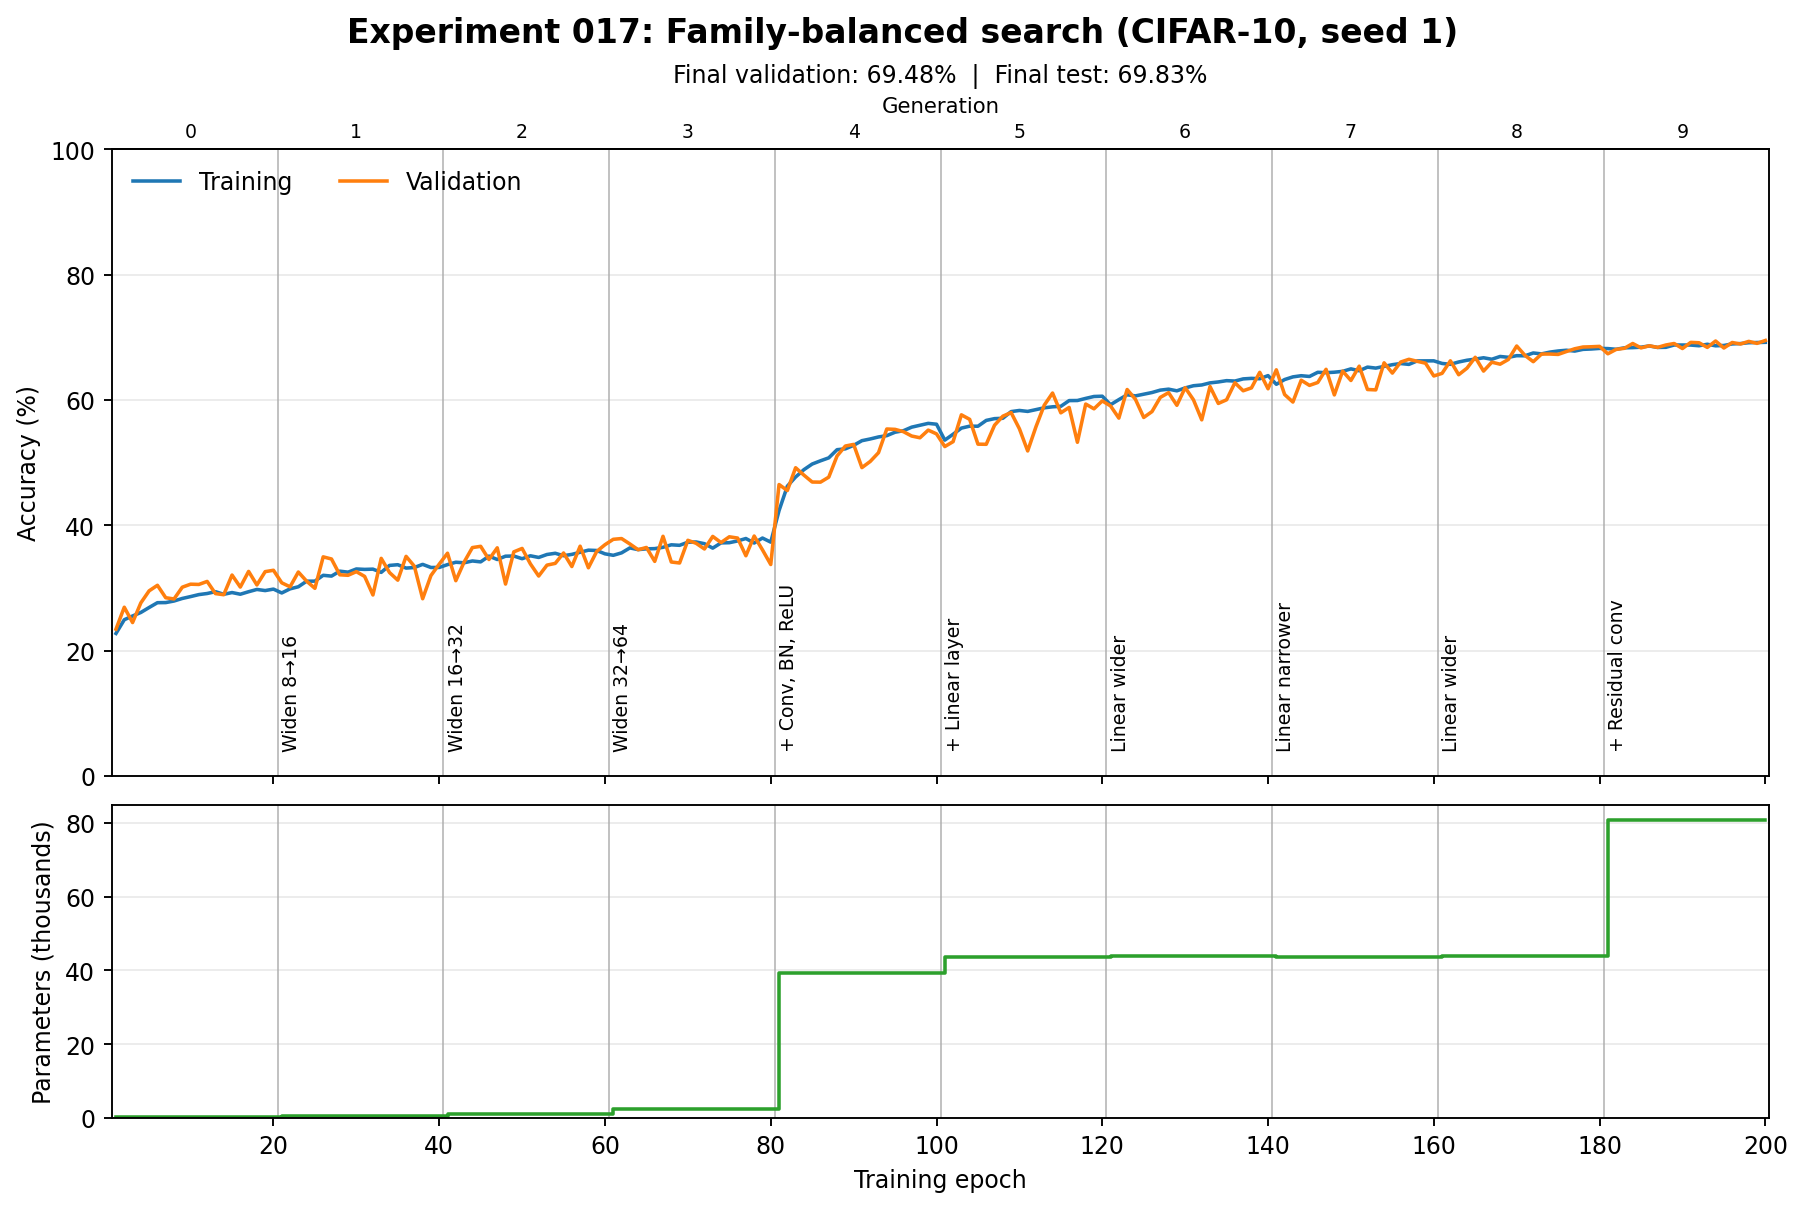 Experiment 017: Family-balanced search (CIFAR-10, seed 1)
Final validation: 69.48% | Final test: 69.83%
Generation
0 1 2 3 4 5 6 7 8 9
Training Validation
Accuracy (%)
100
80
60
40
20
0
Widen 8→16
Widen 16→32
Widen 32→64
+ Conv, BN, ReLU
+ Linear layer
Linear wider
Linear narrower
Linear wider
+ Residual conv
Parameters (thousands)
80
60
40
20
0
20 40 60 80 100 120 140 160 180 200
Training epoch